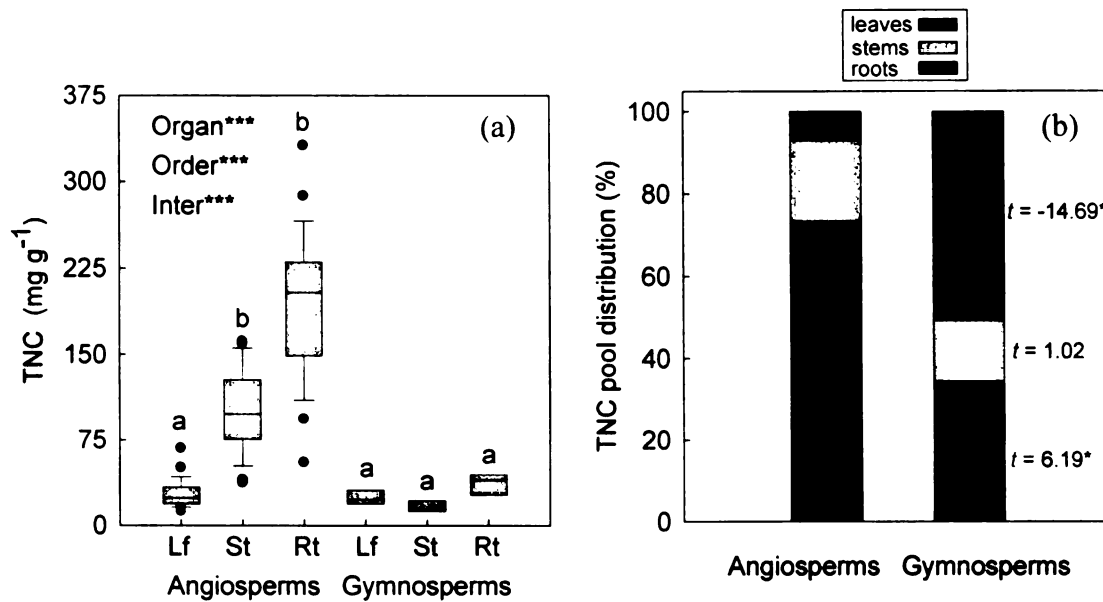 leaves
stems
roots
375
300
225
150
75
0
TNC (mg g⁻¹)
Organ***
Order***
Inter***
(a)
a
b
b
a
a
a
Lf St Rt Lf St Rt
Angiosperms Gymnosperms
100
80
60
40
20
0
TNC pool distribution (%)
(b)
t = -14.69*
t = 1.02
t = 6.19*
Angiosperms Gymnosperms